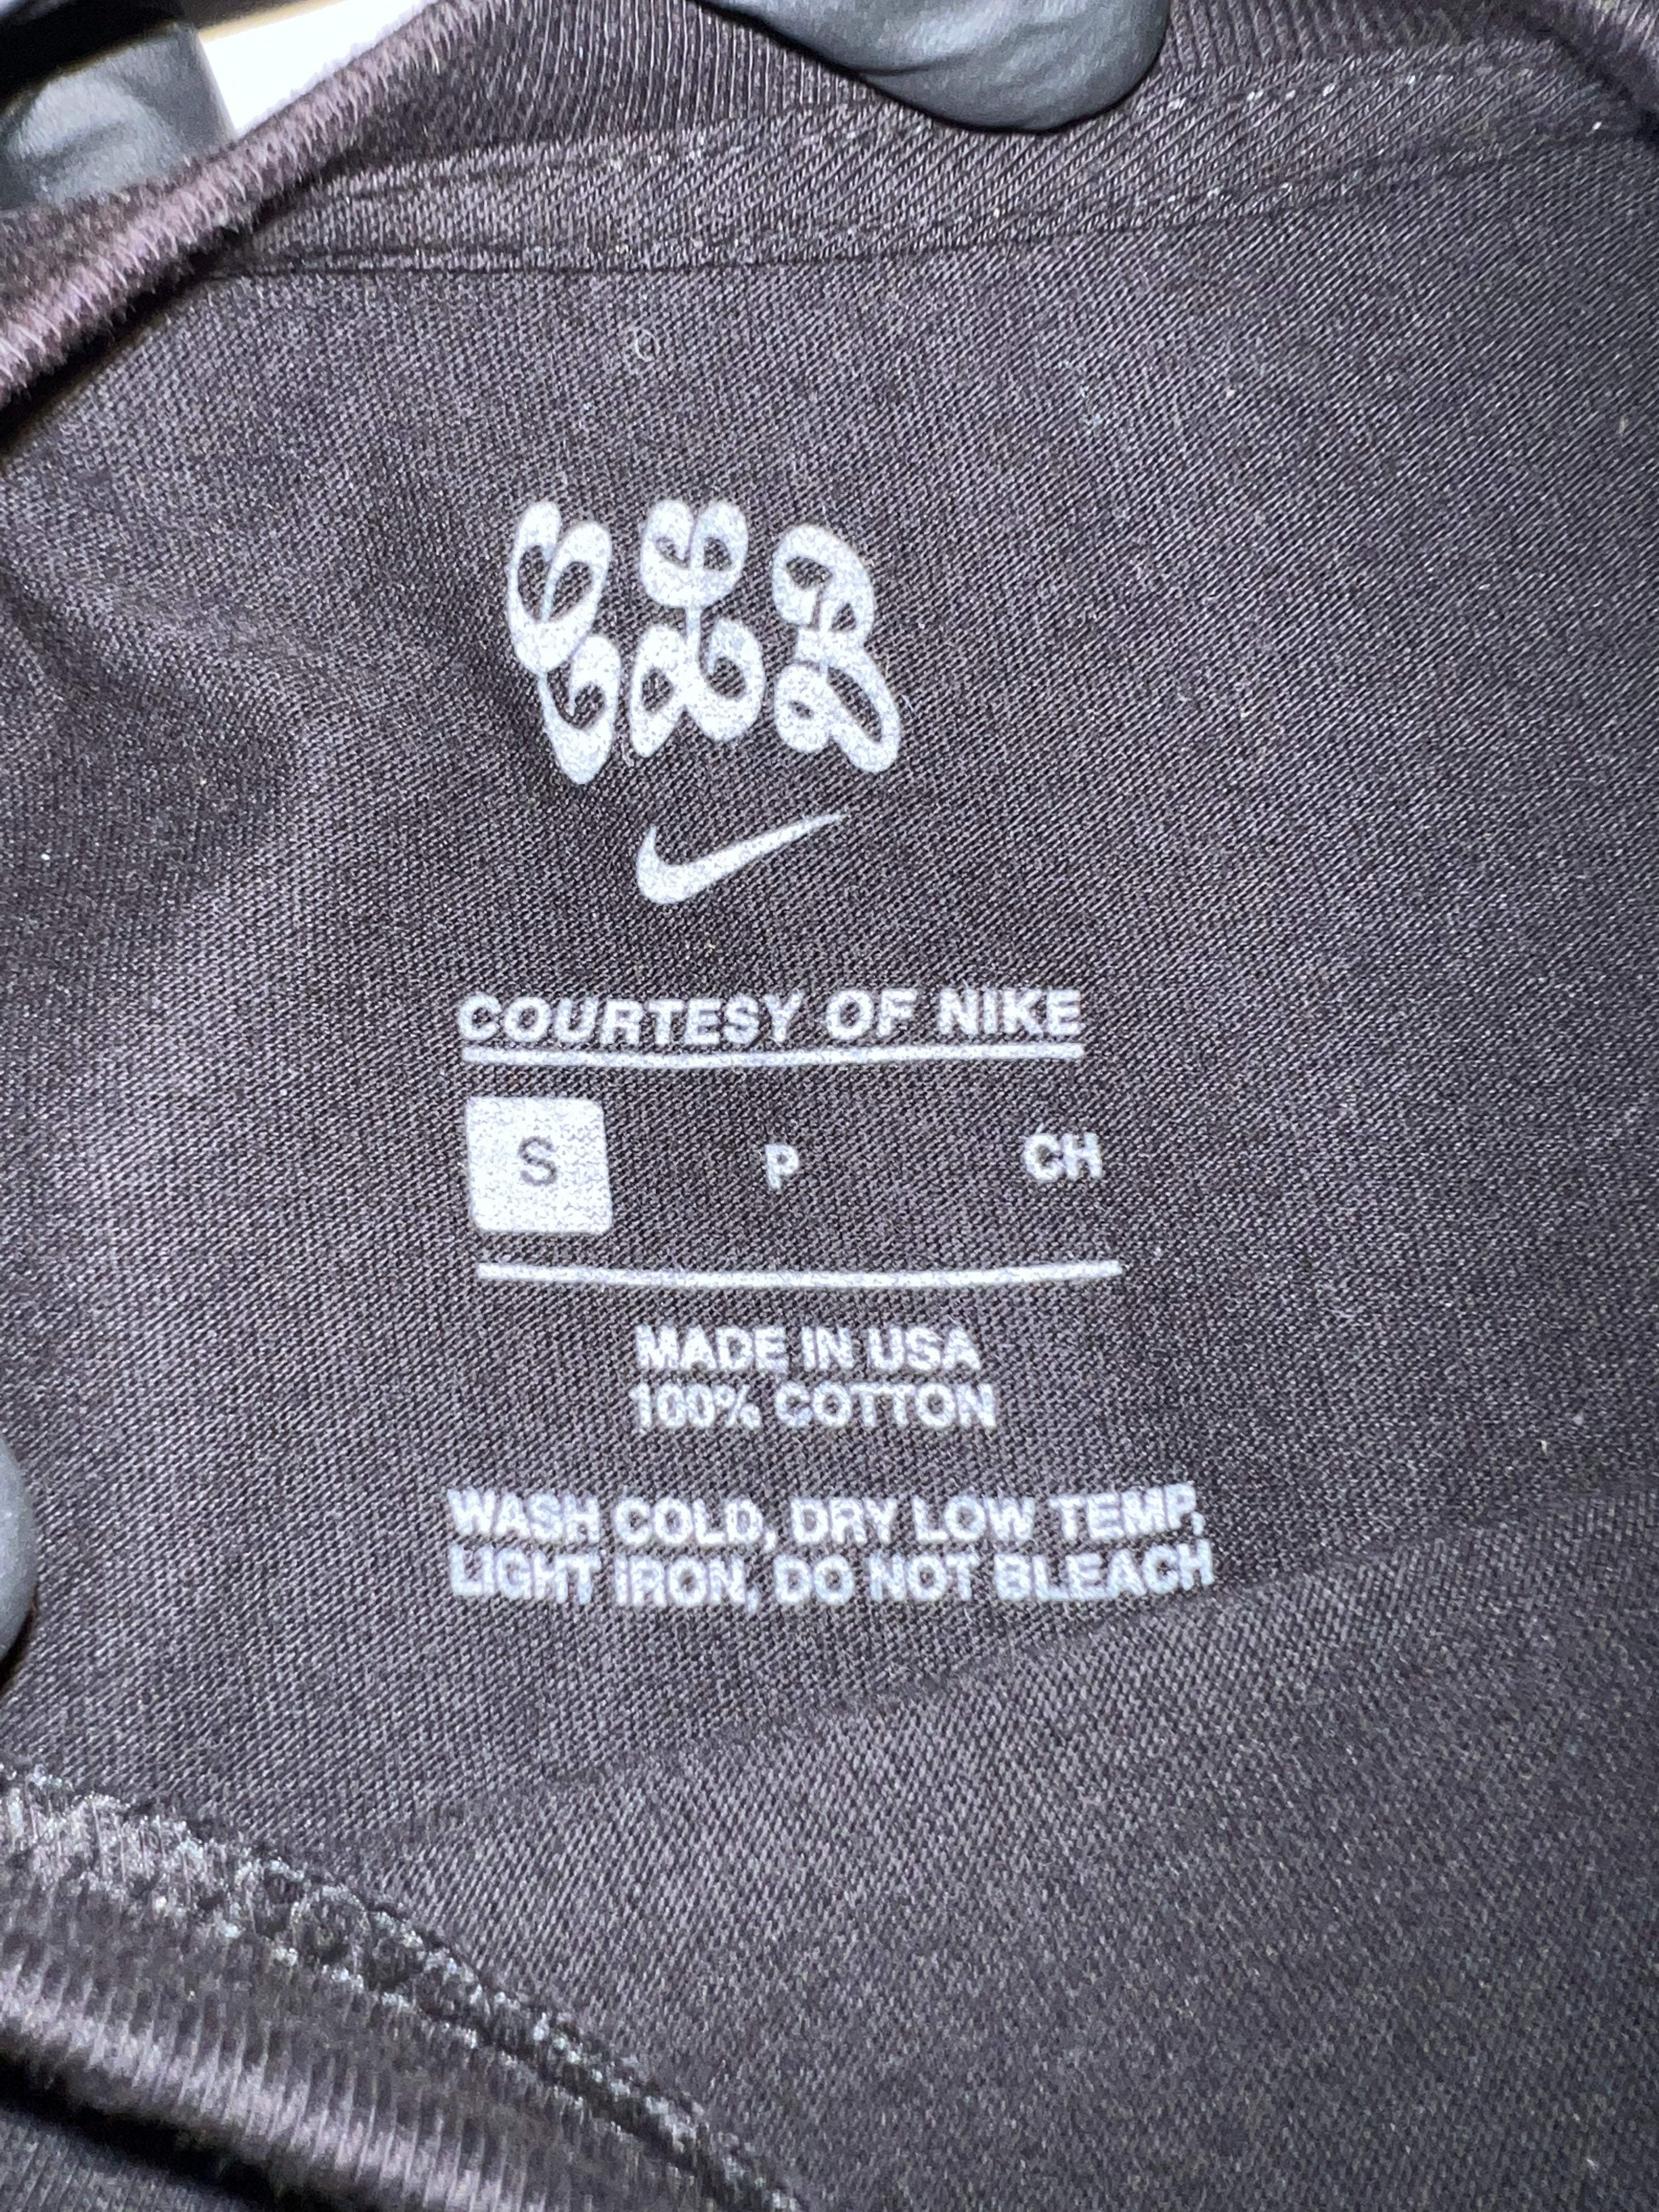 COURTESY OF NIKE
S P CH
MADE IN USA
100% COTTON
WASH COLD, DRY LOW TEMP,
LIGHT IRON, DO NOT BLEACH